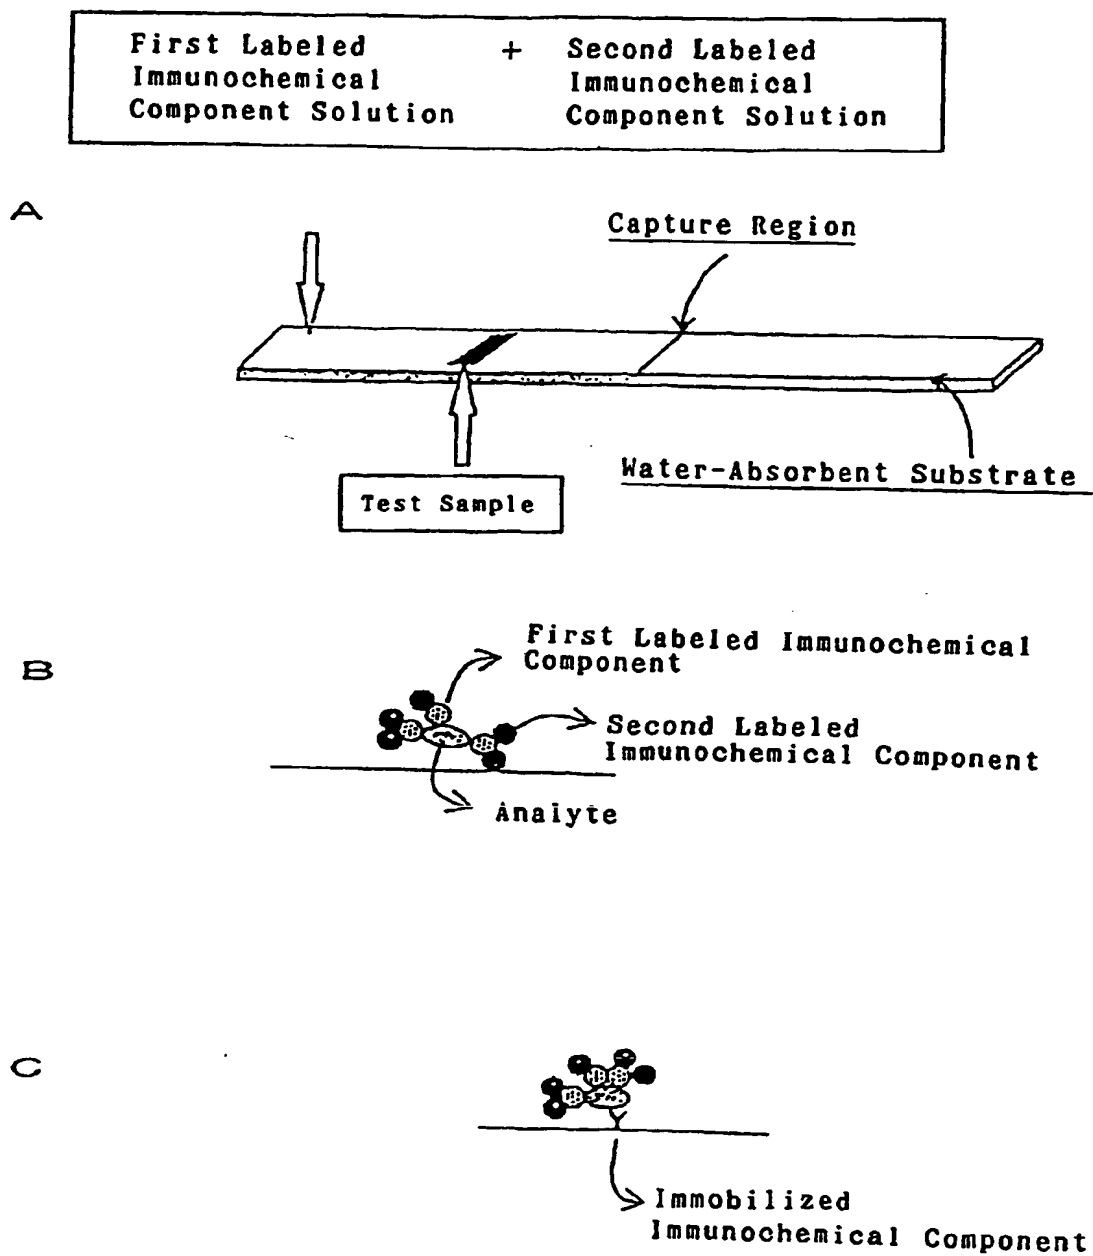 First Labeled + Second Labeled
Immunochemical Immunochemical
Component Solution Component Solution
A
Capture Region
Water-Absorbent Substrate
Test Sample
B
First Labeled Immunochemical
Component
Second Labeled
Immunochemical Component
Analyte
C
Immobilized
Immunochemical Component